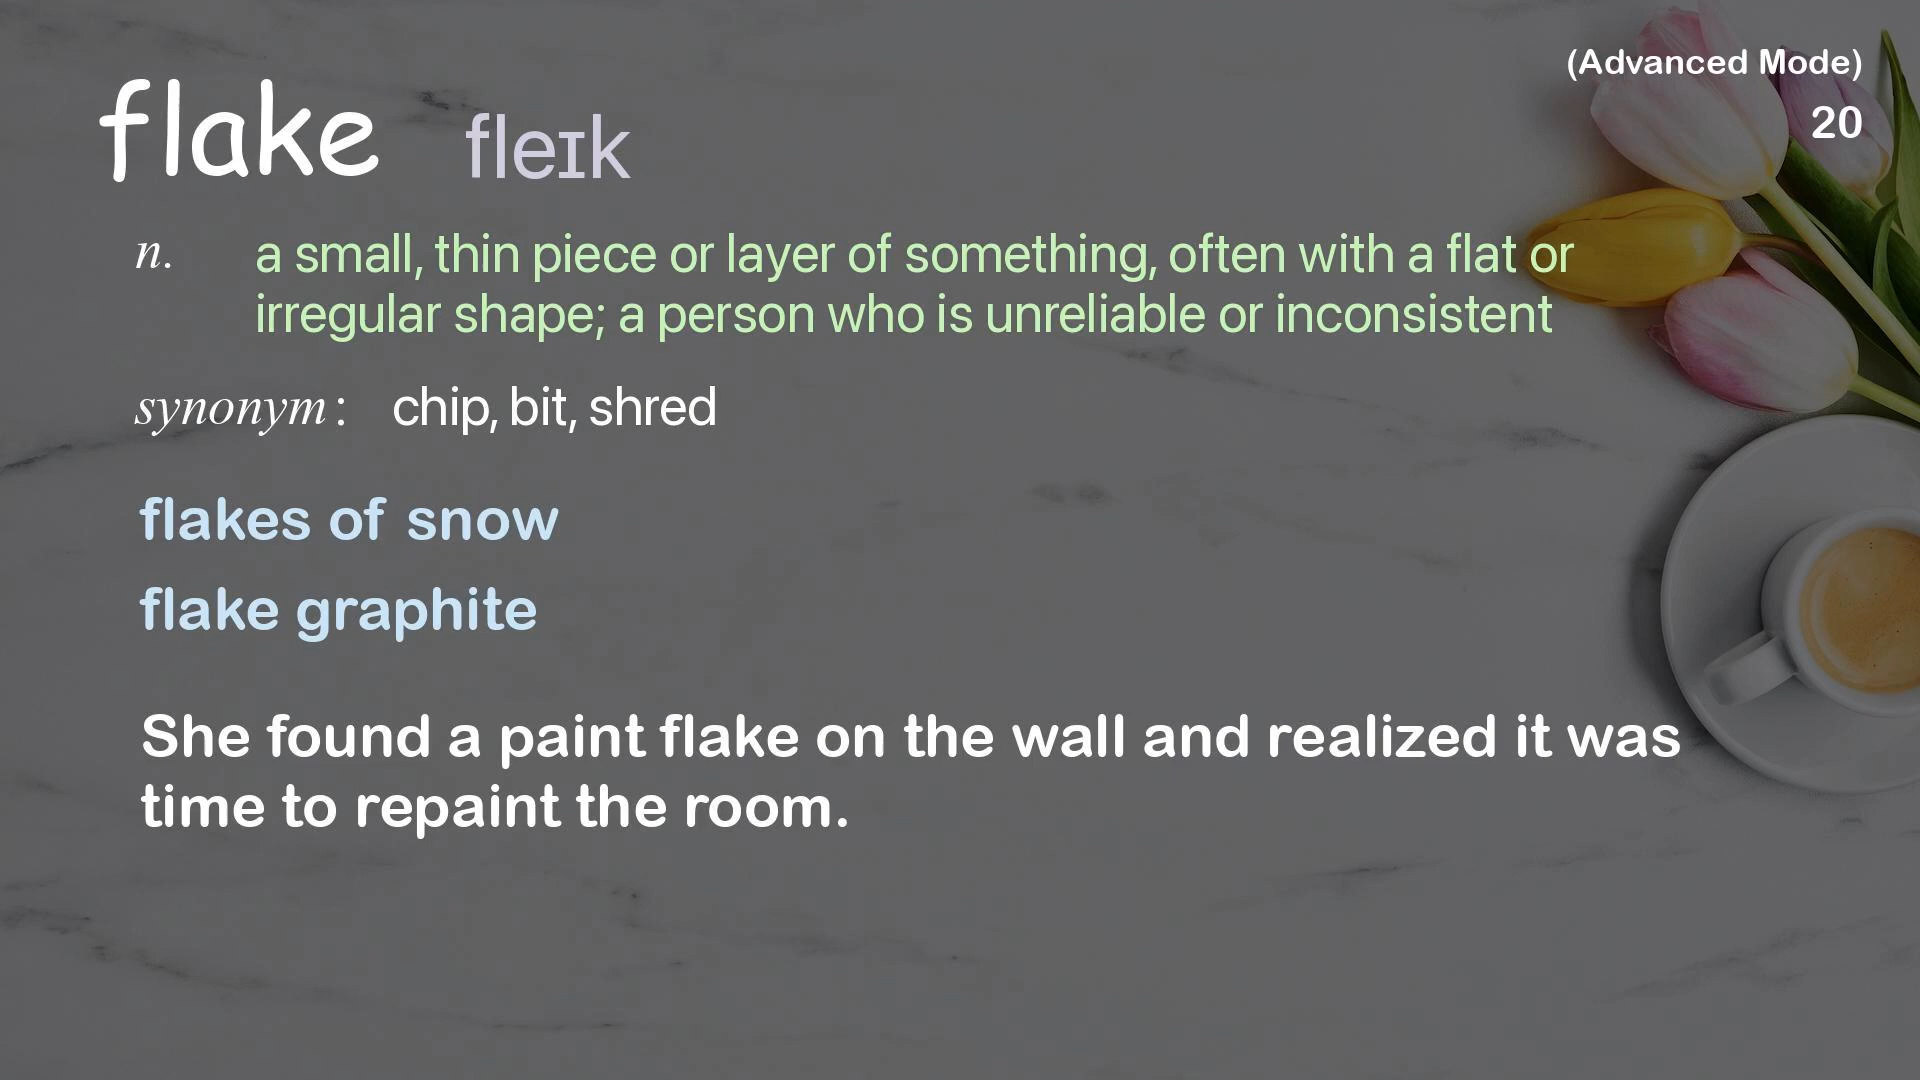 (Advanced Mode)
20
flake fleɪk
n. a small, thin piece or layer of something, often with a flat or
irregular shape; a person who is unreliable or inconsistent
synonym: chip, bit, shred
flakes of snow
flake graphite
She found a paint flake on the wall and realized it was
time to repaint the room.